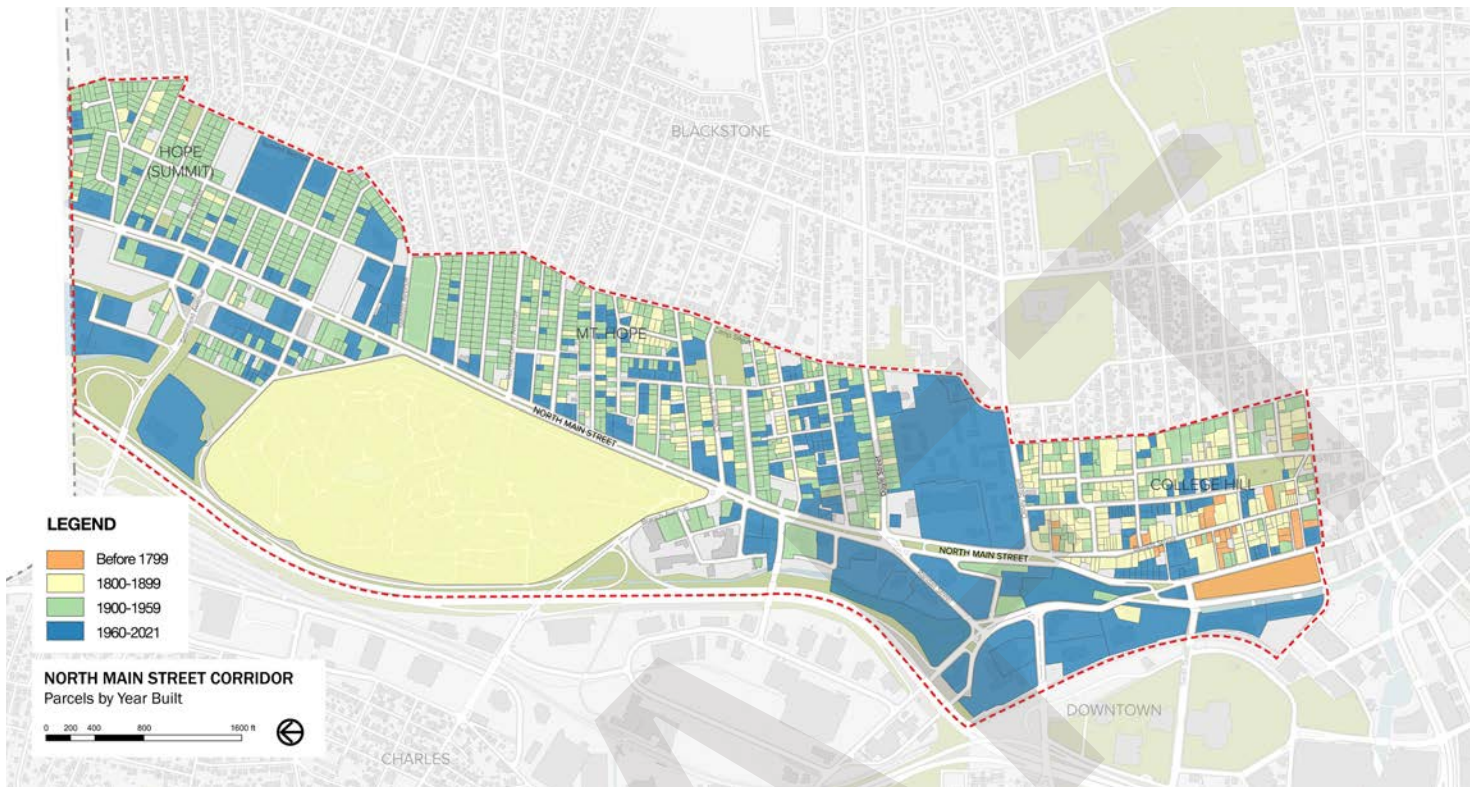 BLACKSTONE
HOPE
(SUMMIT)
MT. HOPE
NORTH MAIN STREET
COLLEGE HILL
NORTH MAIN STREET
LEGEND
Before 1799
1800-1899
1900-1959
1960-2021
NORTH MAIN STREET CORRIDOR
Parcels by Year Built
0 200 400 800 1600 ft
DOWNTOWN
CHARLES